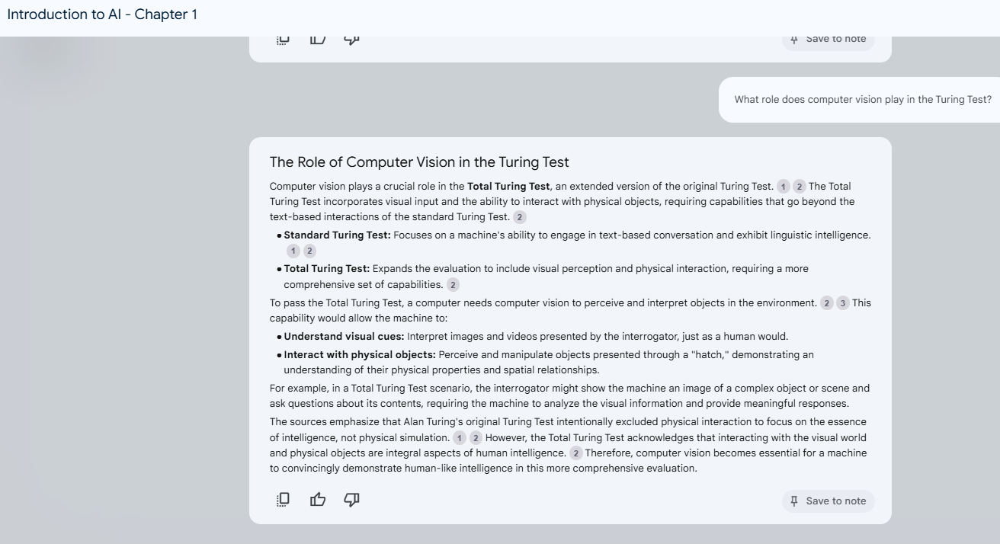 Introduction to AI - Chapter 1
Save to note
What role does computer vision play in the Turing Test?
The Role of Computer Vision in the Turing Test
Computer vision plays a crucial role in the Total Turing Test, an extended version of the original Turing Test. 1 2 The Total
Turing Test incorporates visual input and the ability to interact with physical objects, requiring capabilities that go beyond the
text-based interactions of the standard Turing Test. 2
● Standard Turing Test: Focuses on a machine's ability to engage in text-based conversation and exhibit linguistic intelligence.
1 2
● Total Turing Test: Expands the evaluation to include visual perception and physical interaction, requiring a more
comprehensive set of capabilities. 2
To pass the Total Turing Test, a computer needs computer vision to perceive and interpret objects in the environment. 2 3 This
capability would allow the machine to:
● Understand visual cues: Interpret images and videos presented by the interrogator, just as a human would.
● Interact with physical objects: Perceive and manipulate objects presented through a "hatch," demonstrating an
understanding of their physical properties and spatial relationships.
For example, in a Total Turing Test scenario, the interrogator might show the machine an image of a complex object or scene and
ask questions about its contents, requiring the machine to analyze the visual information and provide meaningful responses.
The sources emphasize that Alan Turing's original Turing Test intentionally excluded physical interaction to focus on the essence
of intelligence, not physical simulation. 1 2 However, the Total Turing Test acknowledges that interacting with the visual world
and physical objects are integral aspects of human intelligence. 2 Therefore, computer vision becomes essential for a machine
to convincingly demonstrate human-like intelligence in this more comprehensive evaluation.
Save to note